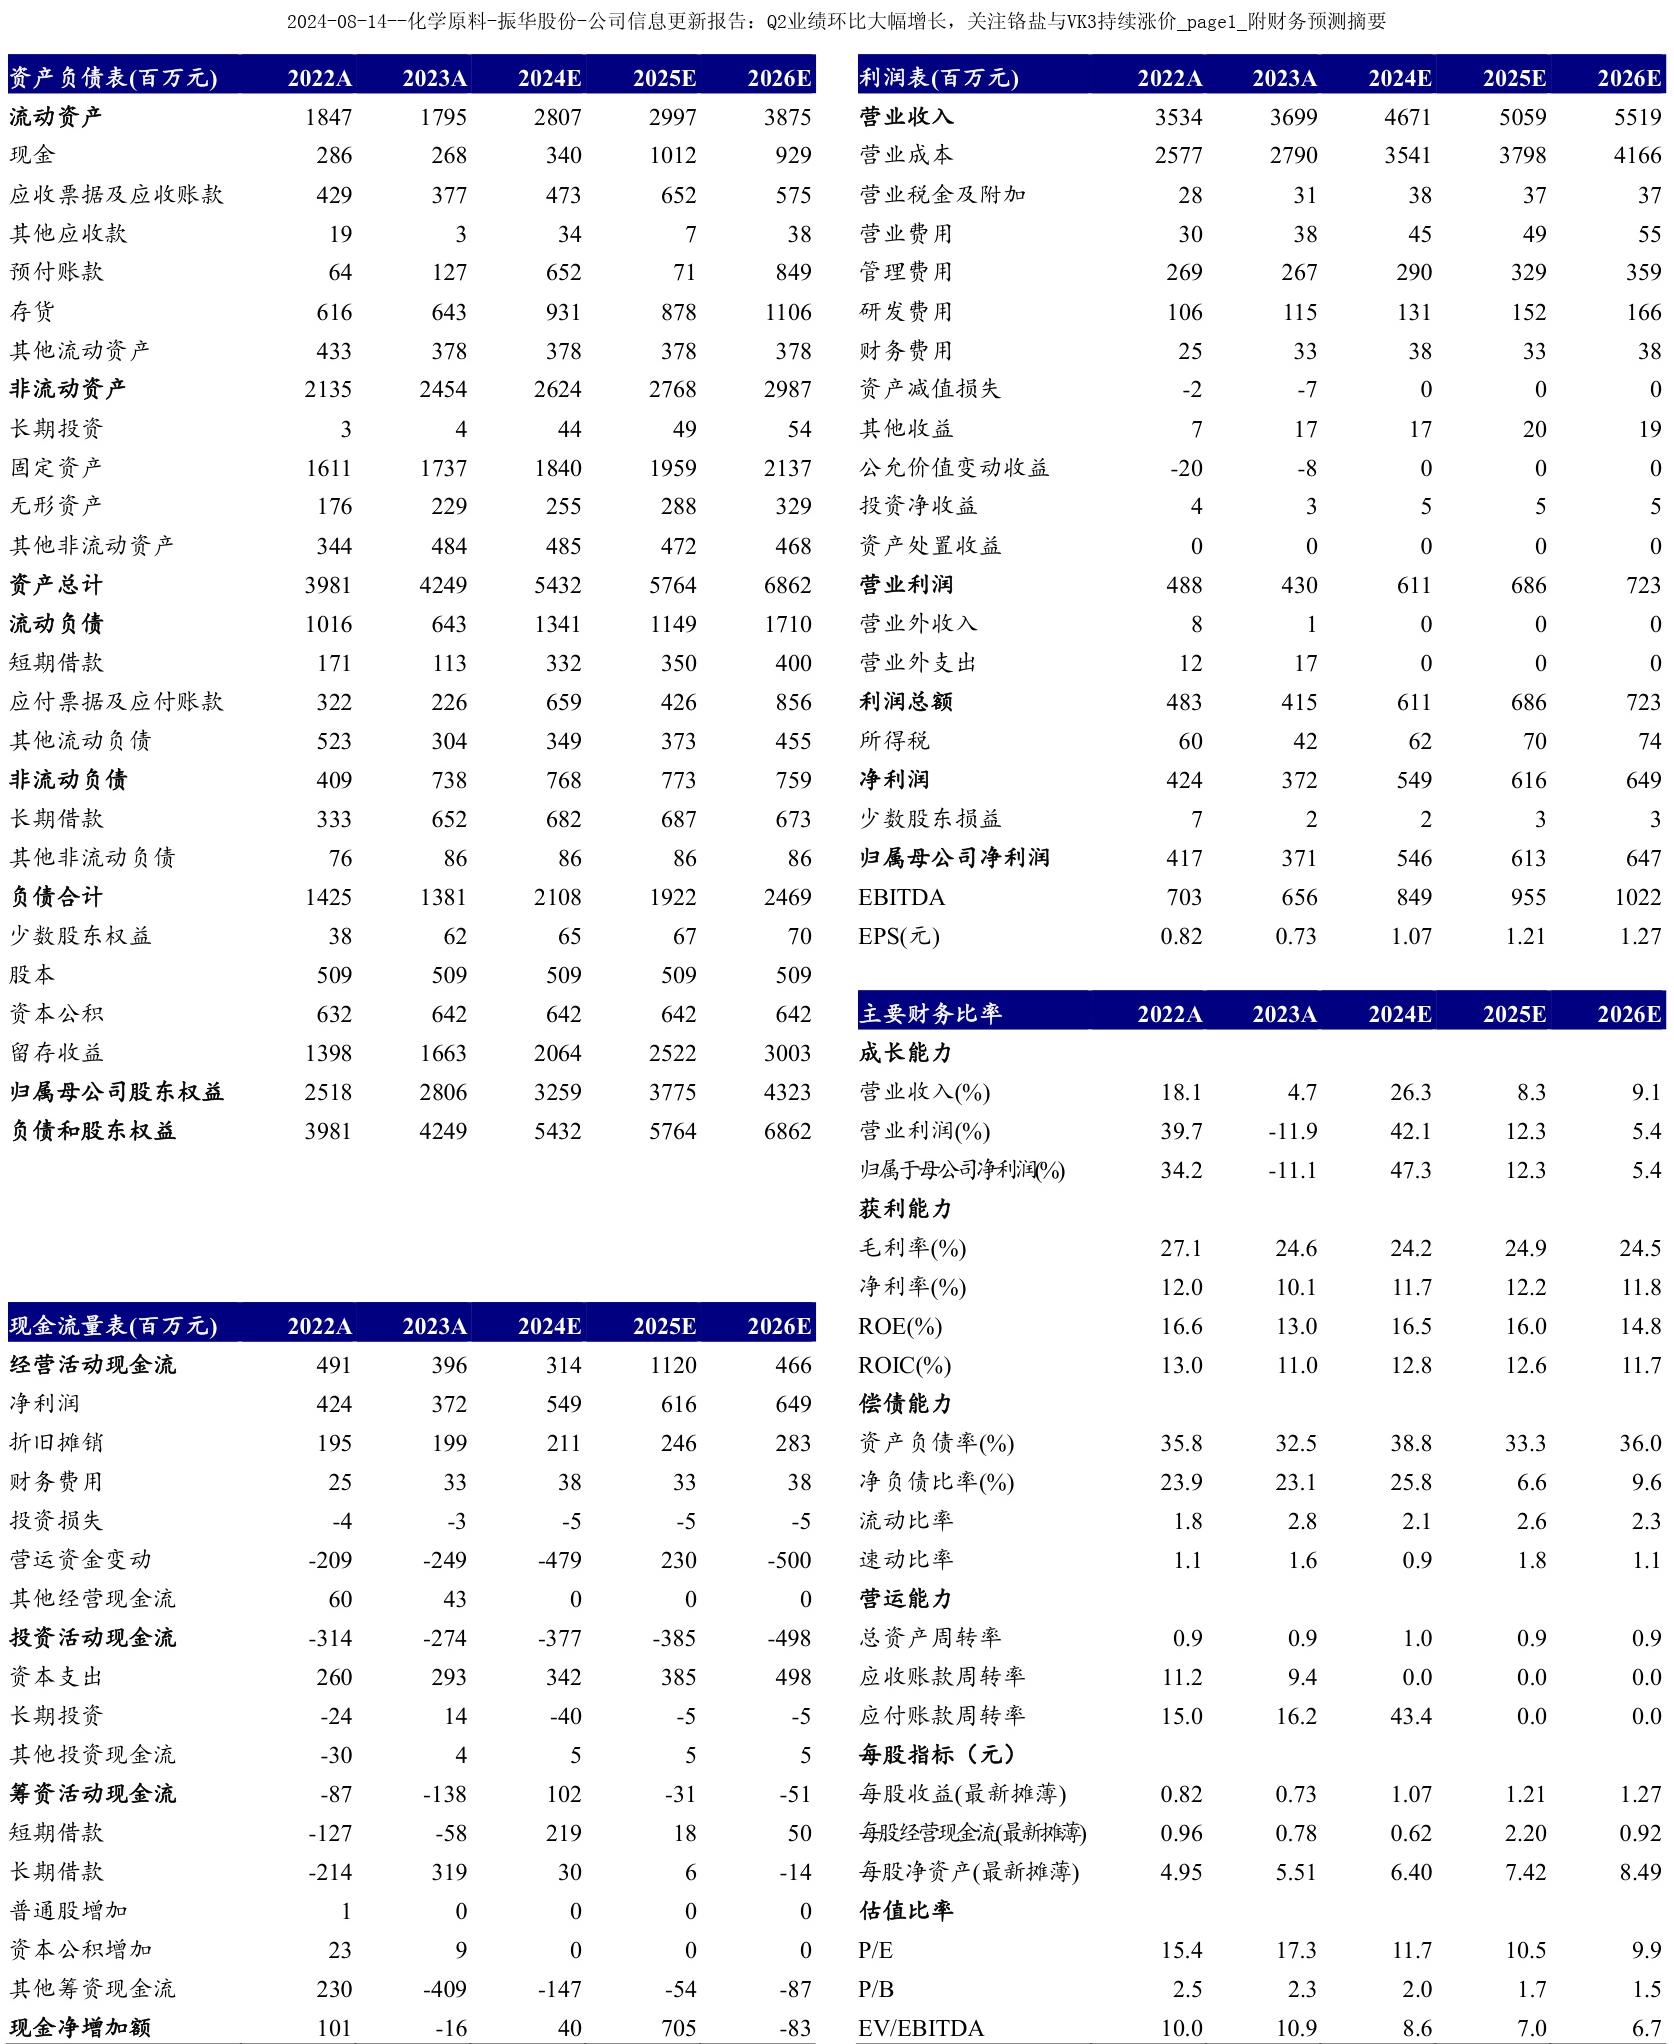 2024-08-14--化学原料-振华股份-公司信息更新报告：Q2业绩环比大幅增长，关注铬盐与VK3持续涨价_page1_附财务预测摘要
资产负债表(百万元) 2022A 2023A 2024E 2025E 2026E
流动资产 1847 1795 2807 2997 3875
现金 286 268 340 1012 929
应收票据及应收账款 429 377 473 652 575
其他应收款 19 3 34 7 38
预付账款 64 127 652 71 849
存货 616 643 931 878 1106
其他流动资产 433 378 378 378 378
非流动资产 2135 2454 2624 2768 2987
长期投资 3 4 44 49 54
固定资产 1611 1737 1840 1959 2137
无形资产 176 229 255 288 329
其他非流动资产 344 484 485 472 468
资产总计 3981 4249 5432 5764 6862
流动负债 1016 643 1341 1149 1710
短期借款 171 113 332 350 400
应付票据及应付账款 322 226 659 426 856
其他流动负债 523 304 349 373 455
非流动负债 409 738 768 773 759
长期借款 333 652 682 687 673
其他非流动负债 76 86 86 86 86
负债合计 1425 1381 2108 1922 2469
少数股东权益 38 62 65 67 70
股本 509 509 509 509 509
资本公积 632 642 642 642 642
留存收益 1398 1663 2064 2522 3003
归属母公司股东权益 2518 2806 3259 3775 4323
负债和股东权益 3981 4249 5432 5764 6862
现金流量表(百万元) 2022A 2023A 2024E 2025E 2026E
经营活动现金流 491 396 314 1120 466
净利润 424 372 549 616 649
折旧摊销 195 199 211 246 283
财务费用 25 33 38 33 38
投资损失 -4 -3 -5 -5 -5
营运资金变动 -209 -249 -479 230 -500
其他经营现金流 60 43 0 0 0
投资活动现金流 -314 -274 -377 -385 -498
资本支出 260 293 342 385 498
长期投资 -24 14 -40 -5 -5
其他投资现金流 -30 4 5 5 5
筹资活动现金流 -87 -138 102 -31 -51
短期借款 -127 -58 219 18 50
长期借款 -214 319 30 6 -14
普通股增加 1 0 0 0 0
资本公积增加 23 9 0 0 0
其他筹资现金流 230 -409 -147 -54 -87
现金净增加额 101 -16 40 705 -83
利润表(百万元) 2022A 2023A 2024E 2025E 2026E
营业收入 3534 3699 4671 5059 5519
营业成本 2577 2790 3541 3798 4166
营业税金及附加 28 31 38 37 37
营业费用 30 38 45 49 55
管理费用 269 267 290 329 359
研发费用 106 115 131 152 166
财务费用 25 33 38 33 38
资产减值损失 -2 -7 0 0 0
其他收益 7 17 17 20 19
公允价值变动收益 -20 -8 0 0 0
投资净收益 4 3 5 5 5
资产处置收益 0 0 0 0 0
营业利润 488 430 611 686 723
营业外收入 8 1 0 0 0
营业外支出 12 17 0 0 0
利润总额 483 415 611 686 723
所得税 60 42 62 70 74
净利润 424 372 549 616 649
少数股东损益 7 2 2 3 3
归属母公司净利润 417 371 546 613 647
EBITDA 703 656 849 955 1022
EPS(元) 0.82 0.73 1.07 1.21 1.27
主要财务比率 2022A 2023A 2024E 2025E 2026E
成长能力
营业收入(%) 18.1 4.7 26.3 8.3 9.1
营业利润(%) 39.7 -11.9 42.1 12.3 5.4
归属于母公司净利润(%) 34.2 -11.1 47.3 12.3 5.4
获利能力
毛利率(%) 27.1 24.6 24.2 24.9 24.5
净利率(%) 12.0 10.1 11.7 12.2 11.8
ROE(%) 16.6 13.0 16.5 16.0 14.8
ROIC(%) 13.0 11.0 12.8 12.6 11.7
偿债能力
资产负债率(%) 35.8 32.5 38.8 33.3 36.0
净负债比率(%) 23.9 23.1 25.8 6.6 9.6
流动比率 1.8 2.8 2.1 2.6 2.3
速动比率 1.1 1.6 0.9 1.8 1.1
营运能力
总资产周转率 0.9 0.9 1.0 0.9 0.9
应收账款周转率 11.2 9.4 0.0 0.0 0.0
应付账款周转率 15.0 16.2 43.4 0.0 0.0
每股指标（元）
每股收益(最新摊薄) 0.82 0.73 1.07 1.21 1.27
每股经营现金流(最新摊薄) 0.96 0.78 0.62 2.20 0.92
每股净资产(最新摊薄) 4.95 5.51 6.40 7.42 8.49
估值比率
P/E 15.4 17.3 11.7 10.5 9.9
P/B 2.5 2.3 2.0 1.7 1.5
EV/EBITDA 10.0 10.9 8.6 7.0 6.7